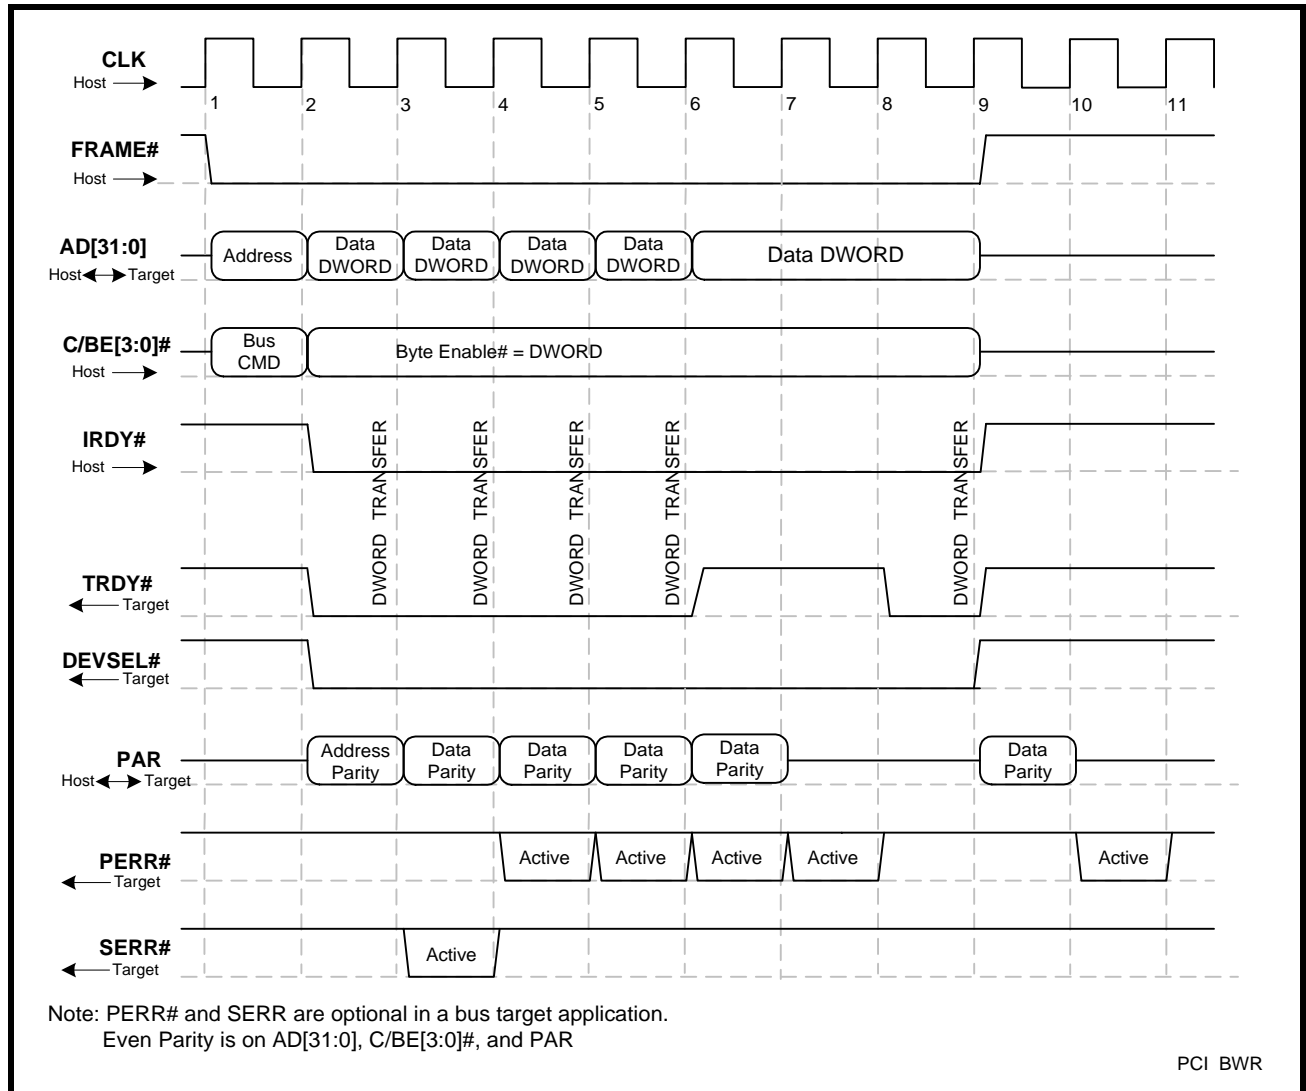 CLK
Host
1 2 3 4 5 6 7 8 9 10 11
FRAME#
Host
AD[31:0]
Host Target
Address
Data
DWORD
Data
DWORD
Data
DWORD
Data
DWORD
Data DWORD
C/BE[3:0]#
Host
Bus
CMD
Byte Enable# = DWORD
IRDY#
Host
DWORD TRANSFER
DWORD TRANSFER
DWORD TRANSFER
DWORD TRANSFER
DWORD TRANSFER
TRDY#
Target
DEVSEL#
Target
PAR
Host Target
Address
Parity
Data
Parity
Data
Parity
Data
Parity
Data
Parity
Data
Parity
PERR#
Target
Active Active Active Active Active
SERR#
Target
Active
Note: PERR# and SERR are optional in a bus target application.
Even Parity is on AD[31:0], C/BE[3:0]#, and PAR
PCI BWR